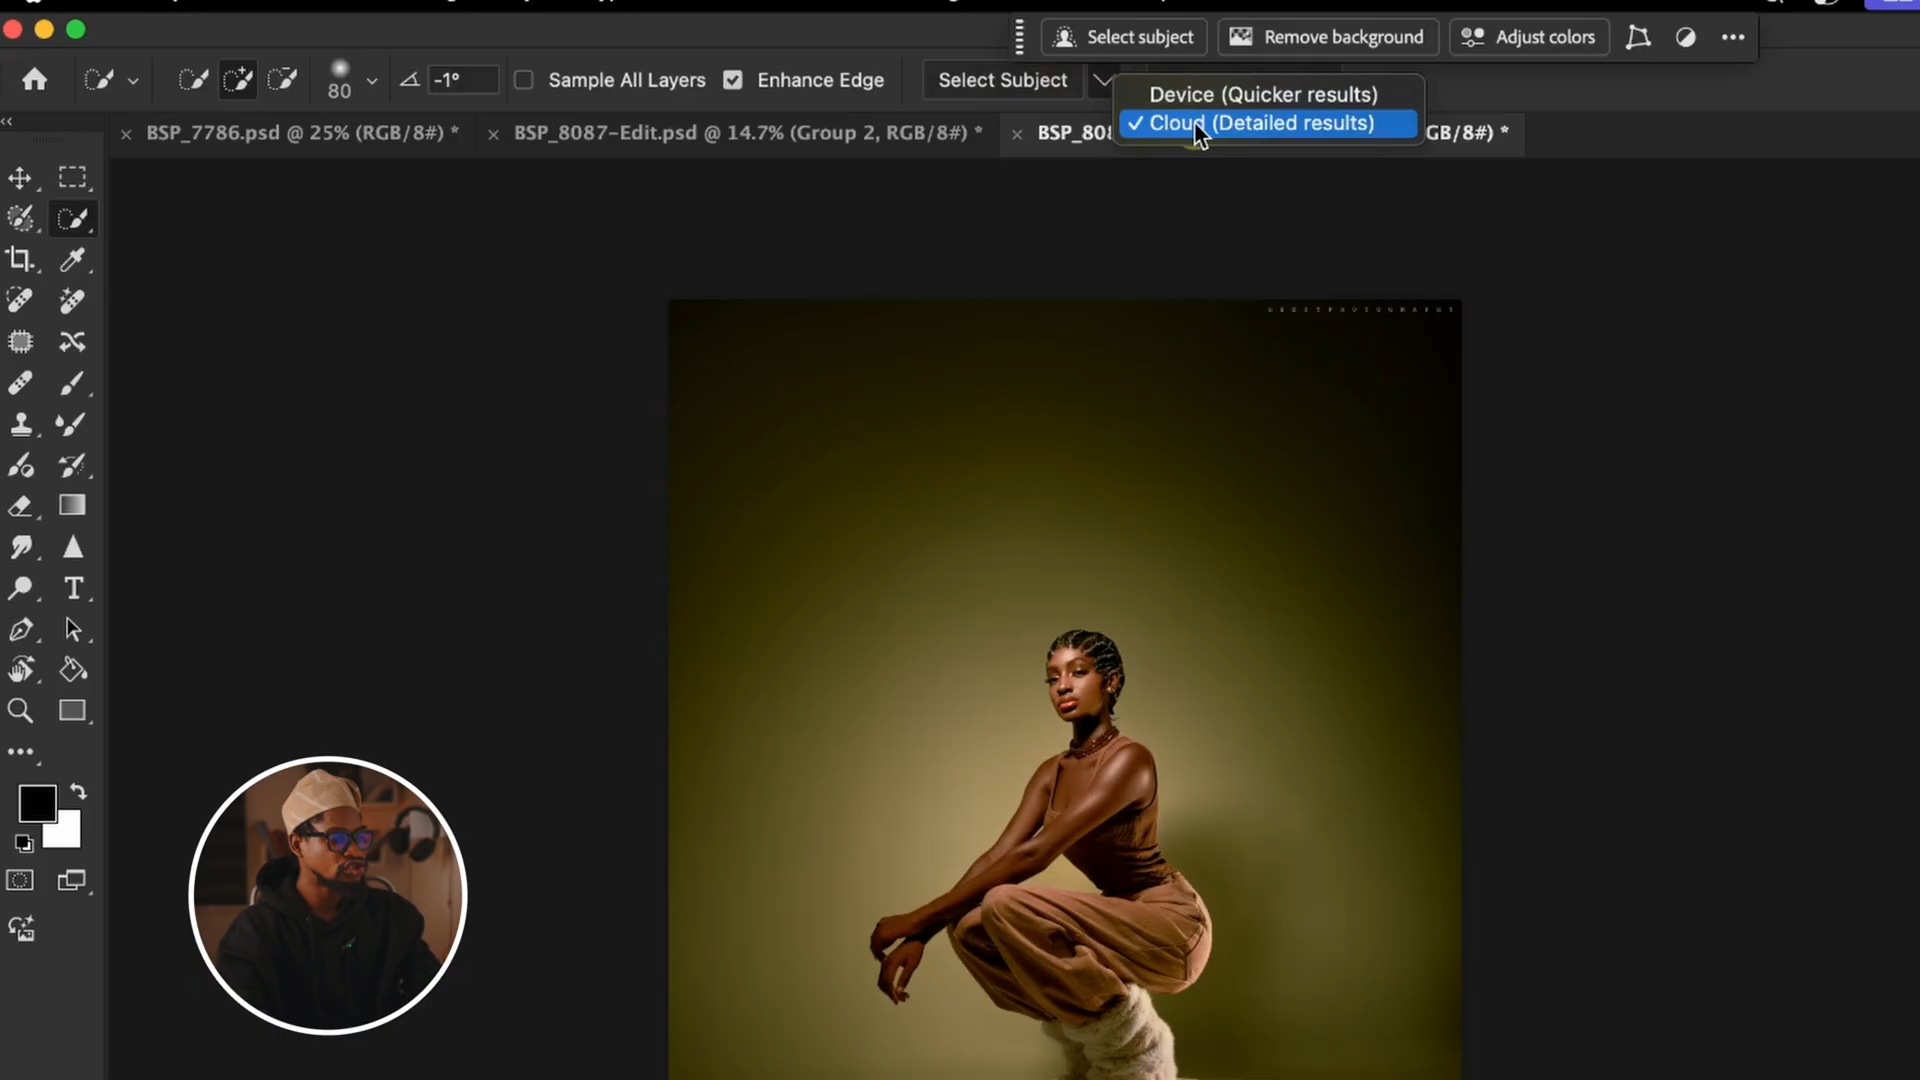 Select subject
Remove background
Adjust colors
80
-1°
Sample All Layers
Enhance Edge
Select Subject
Device (Quicker results)
Cloud (Detailed results)
BSP_7786.psd @ 25% (RGB/8#) *
BSP_8087-Edit.psd @ 14.7% (Group 2, RGB/8#) *
GB/8#) *